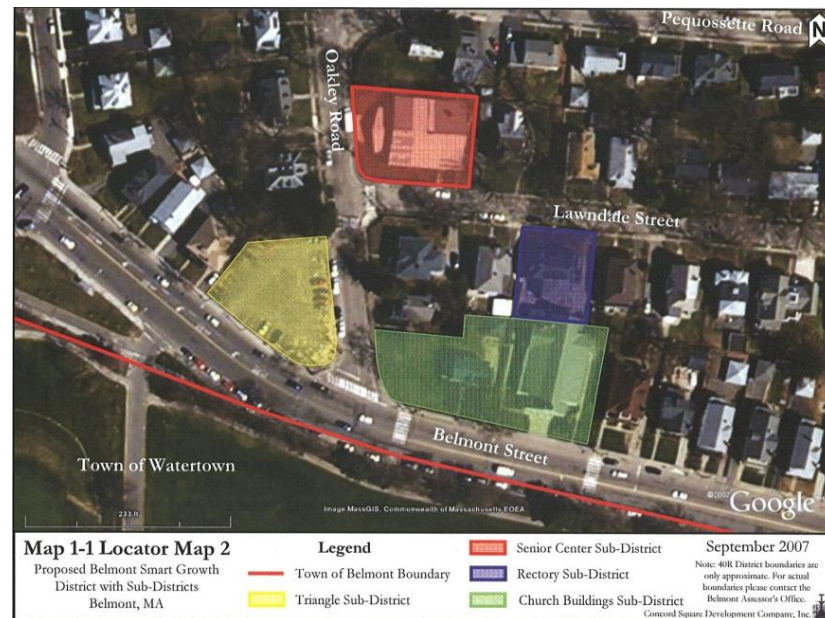 Pequossette Road
N
Oakley Road
Lawndale Street
Belmont Street
Town of Watertown
©2007 Google™
233 ft
Image MassGIS, Commonwealth of Massachusetts EOEA
Map 1-1 Locator Map 2
Proposed Belmont Smart Growth
District with Sub-Districts
Belmont, MA
Legend
Town of Belmont Boundary
Triangle Sub-District
Senior Center Sub-District
Rectory Sub-District
Church Buildings Sub-District
September 2007
Note: 40R District boundaries are
only approximate. For actual
boundaries please contact the
Belmont Assessor's Office.
Concord Square Development Company, Inc.